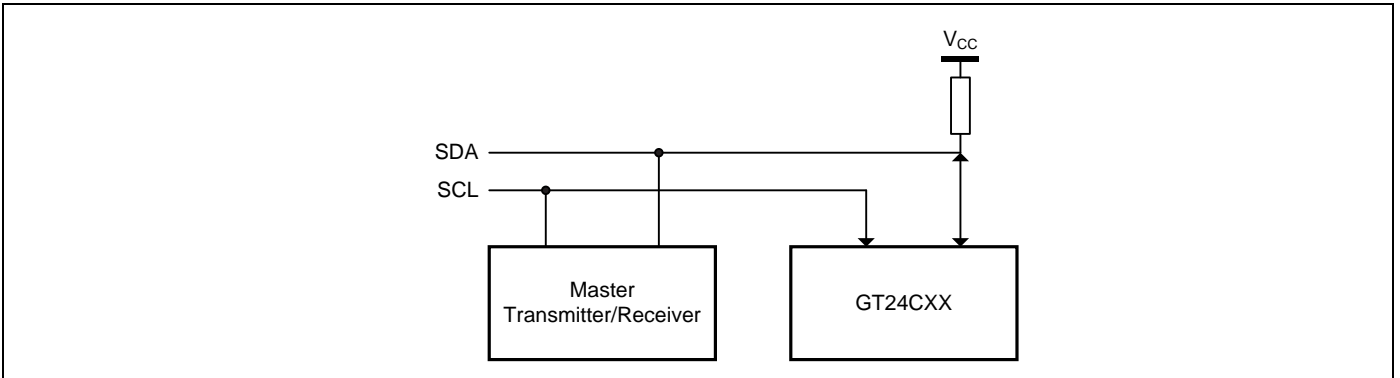 VCC
SDA
SCL
Master
Transmitter/Receiver
GT24CXX